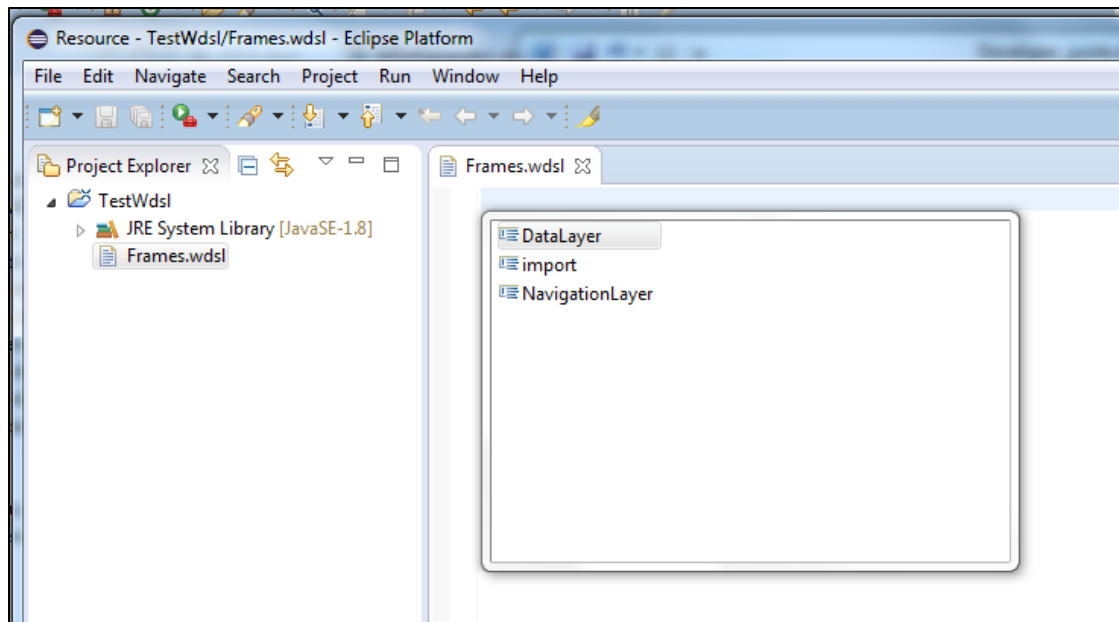 Resource - TestWdsl/Frames.wdsl - Eclipse Platform
File Edit Navigate Search Project Run Window Help
Project Explorer
TestWdsl
JRE System Library [JavaSE-1.8]
Frames.wdsl
Frames.wdsl
DataLayer
import
NavigationLayer